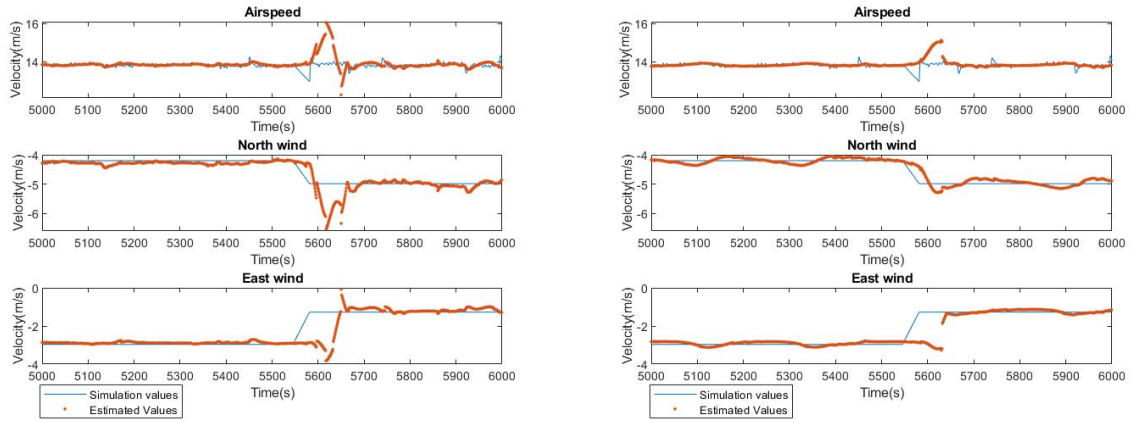 Airspeed
16
14
Velocity(m/s)
5000 5100 5200 5300 5400 5500 5600 5700 5800 5900 6000
Time(s)
North wind
-4
-5
-6
Velocity(m/s)
5000 5100 5200 5300 5400 5500 5600 5700 5800 5900 6000
Time(s)
East wind
0
-2
-4
Velocity(m/s)
5000 5100 5200 5300 5400 5500 5600 5700 5800 5900 6000
Time(s)
Simulation values
Estimated Values
Airspeed
16
14
Velocity(m/s)
5000 5100 5200 5300 5400 5500 5600 5700 5800 5900 6000
Time(s)
North wind
-4
-5
-6
Velocity(m/s)
5000 5100 5200 5300 5400 5500 5600 5700 5800 5900 6000
Time(s)
East wind
0
-2
-4
Velocity(m/s)
5000 5100 5200 5300 5400 5500 5600 5700 5800 5900 6000
Time(s)
Simulation values
Estimated Values